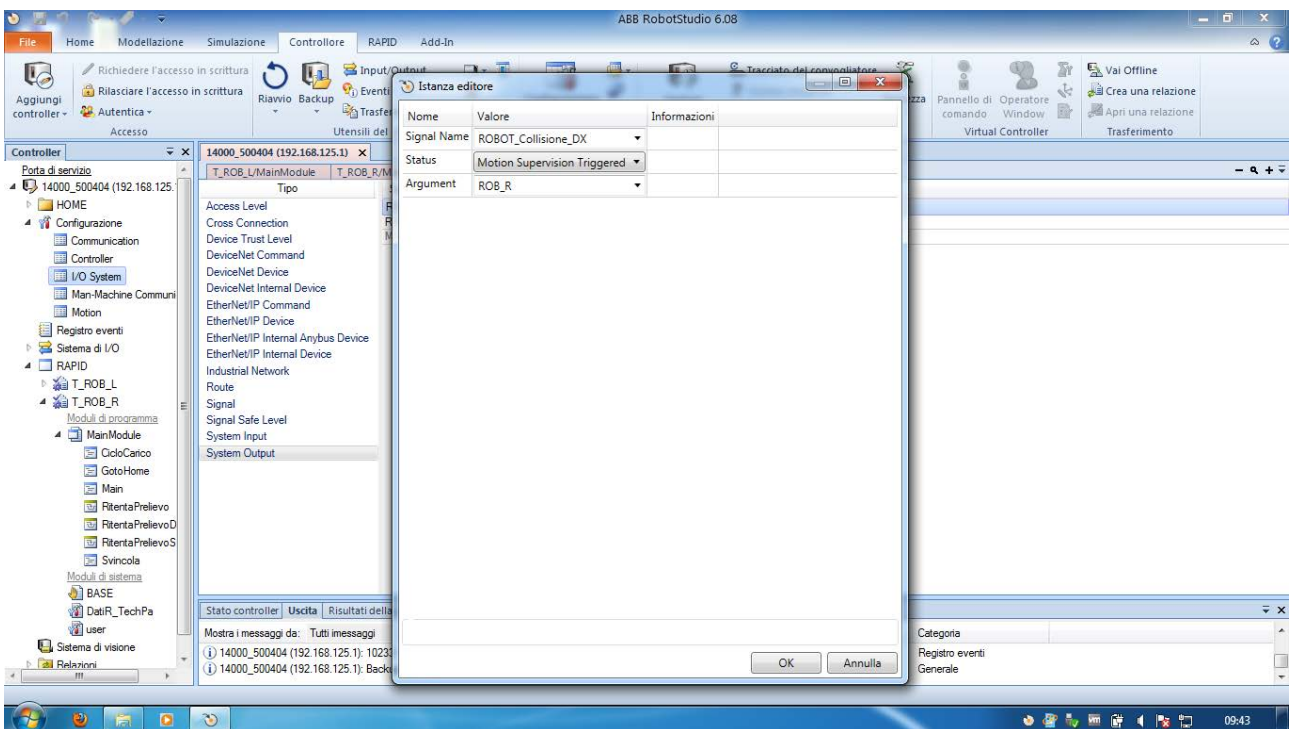 ABB RobotStudio 6.08
File Home Modellazione Simulazione Controllore RAPID Add-In
Aggiungi controller
Richiedere l'accesso in scrittura
Rilasciare l'accesso in scrittura
Autentica
Accesso
Riavvio Backup
Input/Output
Eventi
Trasfer
Utensili del
Tracciato del convogliatore
zza
Pannello di comando
Operatore Window
Virtual Controller
Vai Offline
Crea una relazione
Apri una relazione
Trasferimento
Controller
Porta di servizio
14000_500404 (192.168.125.
HOME
Configurazione
Communication
Controller
I/O System
Man-Machine Communi
Motion
Registro eventi
Sistema di I/O
RAPID
T_ROB_L
T_ROB_R
Moduli di programma
MainModule
CicloCarico
GotoHome
Main
RitentaPrelievo
RitentaPrelievoD
RitentaPrelievoS
Svincola
Moduli di sistema
BASE
DatiR_TechPa
user
Sistema di visione
Relazioni
14000_500404 (192.168.125.1)
T_ROB_L/MainModule T_ROB_R/M
Tipo
Access Level
Cross Connection
Device Trust Level
DeviceNet Command
DeviceNet Device
DeviceNet Internal Device
EtherNet/IP Command
EtherNet/IP Device
EtherNet/IP Internal Anybus Device
EtherNet/IP Internal Device
Industrial Network
Route
Signal
Signal Safe Level
System Input
System Output
Istanza editore
Nome Valore Informazioni
Signal Name ROBOT_Collisione_DX
Status Motion Supervision Triggered
Argument ROB_R
OK Annulla
Stato controller Uscita Risultati della
Mostra i messaggi da: Tutti i messaggi
Categoria
14000_500404 (192.168.125.1): 1023
Registro eventi
14000_500404 (192.168.125.1): Back
Generale
09:43